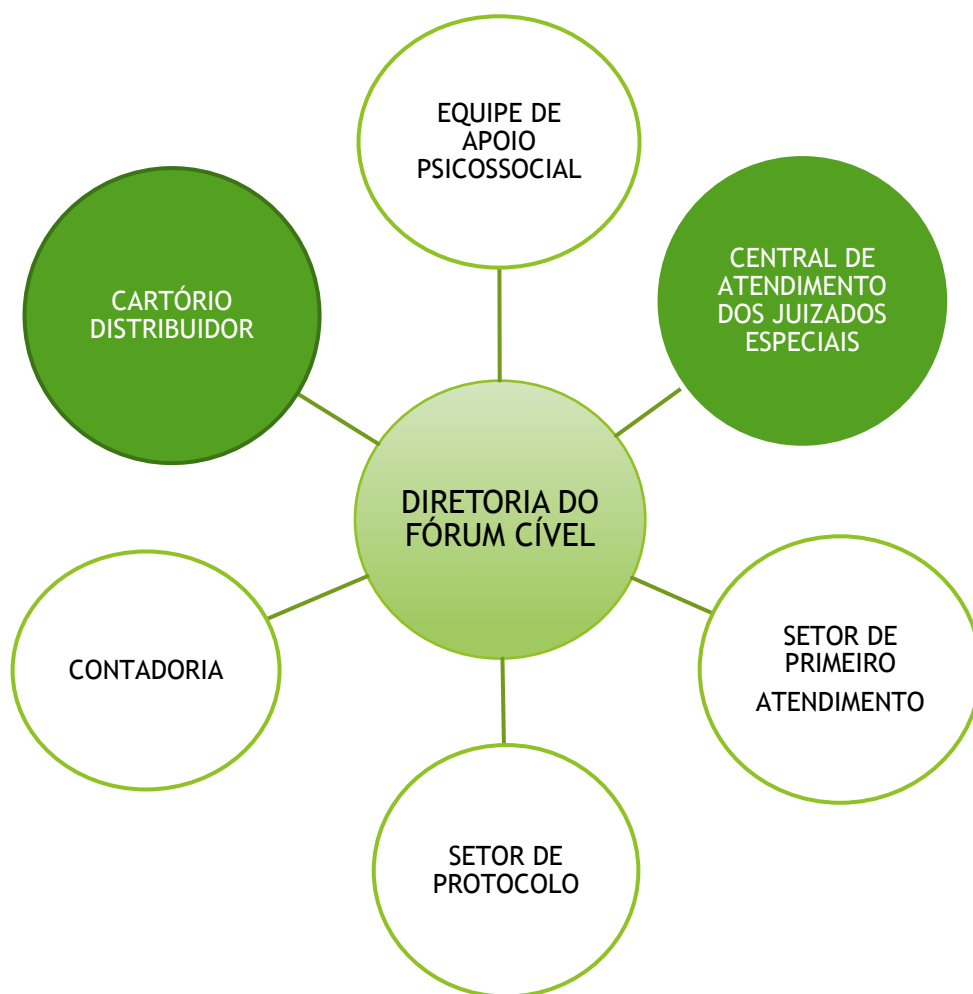 EQUIPE DE
APOIO
PSICOSSOCIAL
CARTÓRIO
DISTRIBUIDOR
CENTRAL DE
ATENDIMENTO
DOS JUIZADOS
ESPECIAIS
DIRETORIA DO
FÓRUM CÍVEL
CONTADORIA
SETOR DE
PRIMEIRO
ATENDIMENTO
SETOR DE
PROTOCOLO